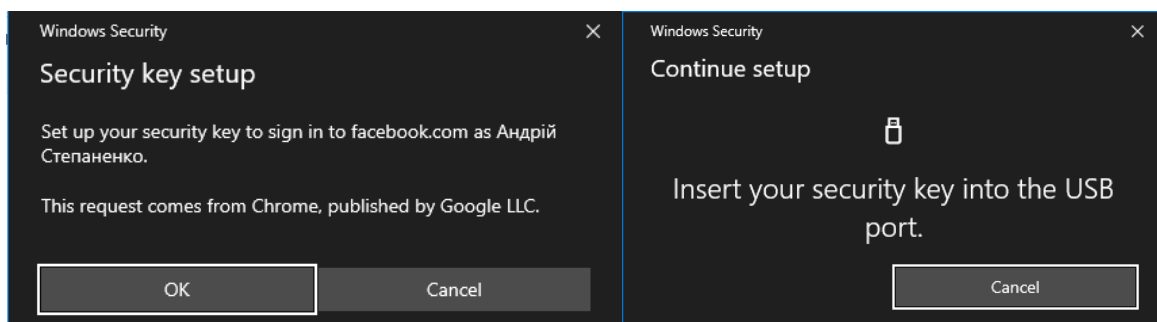 Windows Security
Security key setup
Set up your security key to sign in to facebook.com as Андрій
Степаненко.
This request comes from Chrome, published by Google LLC.
OK
Cancel
Windows Security
Continue setup
Insert your security key into the USB
port.
Cancel